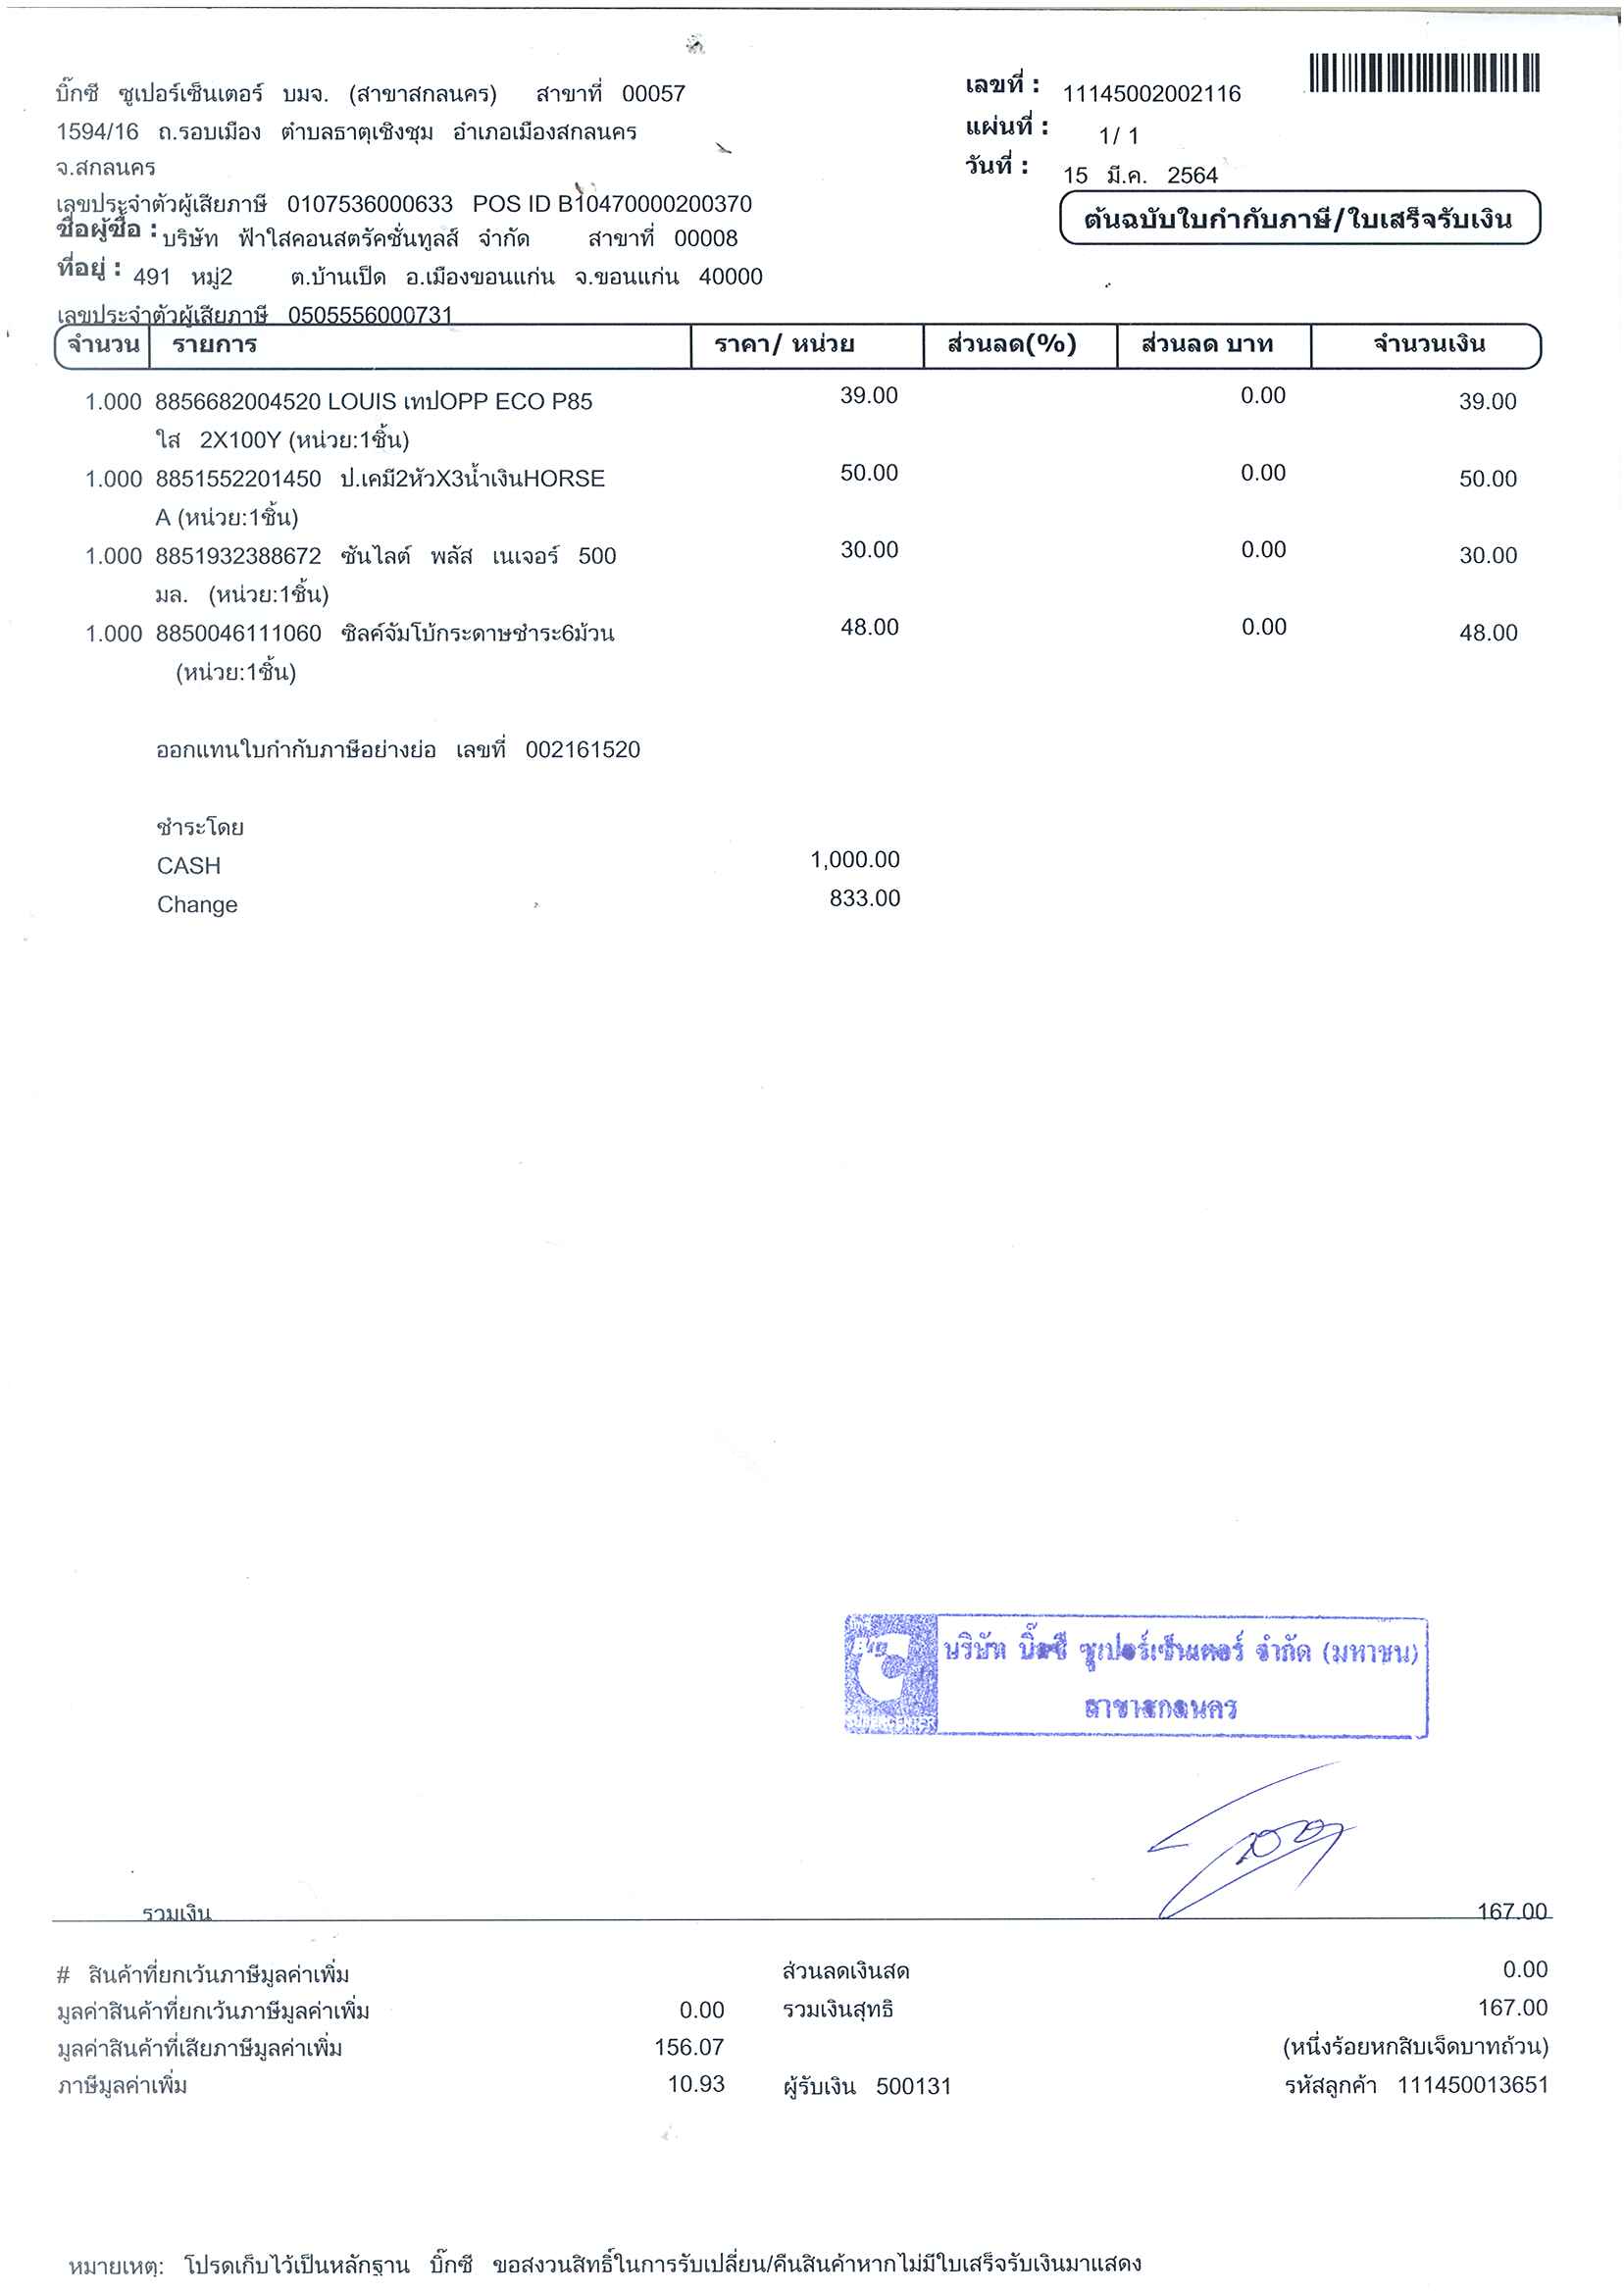 บิ๊กซี ซูเปอร์เซ็นเตอร์ บมจ. (สาขาสกลนคร) สาขาที่ 00057
เลขที่ : 11145002002116
1594/16 ถ.รอบเมือง ตำบลธาตุเชิงชุม อำเภอเมืองสกลนคร
แผ่นที่ : 1/ 1
จ.สกลนคร
วันที่ : 15 มี.ค. 2564
เลขประจำตัวผู้เสียภาษี 0107536000633 POS ID B10470000200370
ต้นฉบับใบกำกับภาษี/ใบเสร็จรับเงิน
ชื่อผู้ซื้อ : บริษัท ฟ้าใสคอนสตรัคชั่นทูลส์ จำกัด สาขาที่ 00008
ที่อยู่ : 491 หมู่2 ต.บ้านเป็ด อ.เมืองขอนแก่น จ.ขอนแก่น 40000
เลขประจำตัวผู้เสียภาษี 0505556000731
จำนวน รายการ ราคา/ หน่วย ส่วนลด(%) ส่วนลด บาท จำนวนเงิน
1.000 8856682004520 LOUIS เทปOPP ECO P85 39.00 0.00 39.00
ใส 2X100Y (หน่วย:1ชิ้น)
1.000 8851552201450 ป.เคมี2หัวX3น้ำเงินHORSE 50.00 0.00 50.00
A (หน่วย:1ชิ้น)
1.000 8851932388672 ซันไลต์ พลัส เนเจอร์ 500 30.00 0.00 30.00
มล. (หน่วย:1ชิ้น)
1.000 8850046111060 ซิลค์จัมโบ้กระดาษชำระ6ม้วน 48.00 0.00 48.00
(หน่วย:1ชิ้น)
ออกแทนใบกำกับภาษีอย่างย่อ เลขที่ 002161520
ชำระโดย
CASH 1,000.00
Change 833.00
Big
บริษัท บิ๊กซี ซูเปอร์เซ็นเตอร์ จำกัด (มหาชน)
สาขาสกลนคร
SUPERCENTER
รวมเงิน 167.00
# สินค้าที่ยกเว้นภาษีมูลค่าเพิ่ม ส่วนลดเงินสด 0.00
มูลค่าสินค้าที่ยกเว้นภาษีมูลค่าเพิ่ม 0.00 รวมเงินสุทธิ 167.00
มูลค่าสินค้าที่เสียภาษีมูลค่าเพิ่ม 156.07 (หนึ่งร้อยหกสิบเจ็ดบาทถ้วน)
ภาษีมูลค่าเพิ่ม 10.93 ผู้รับเงิน 500131 รหัสลูกค้า 111450013651
หมายเหตุ: โปรดเก็บไว้เป็นหลักฐาน บิ๊กซี ขอสงวนสิทธิ์ในการรับเปลี่ยน/คืนสินค้าหากไม่มีใบเสร็จรับเงินมาแสดง